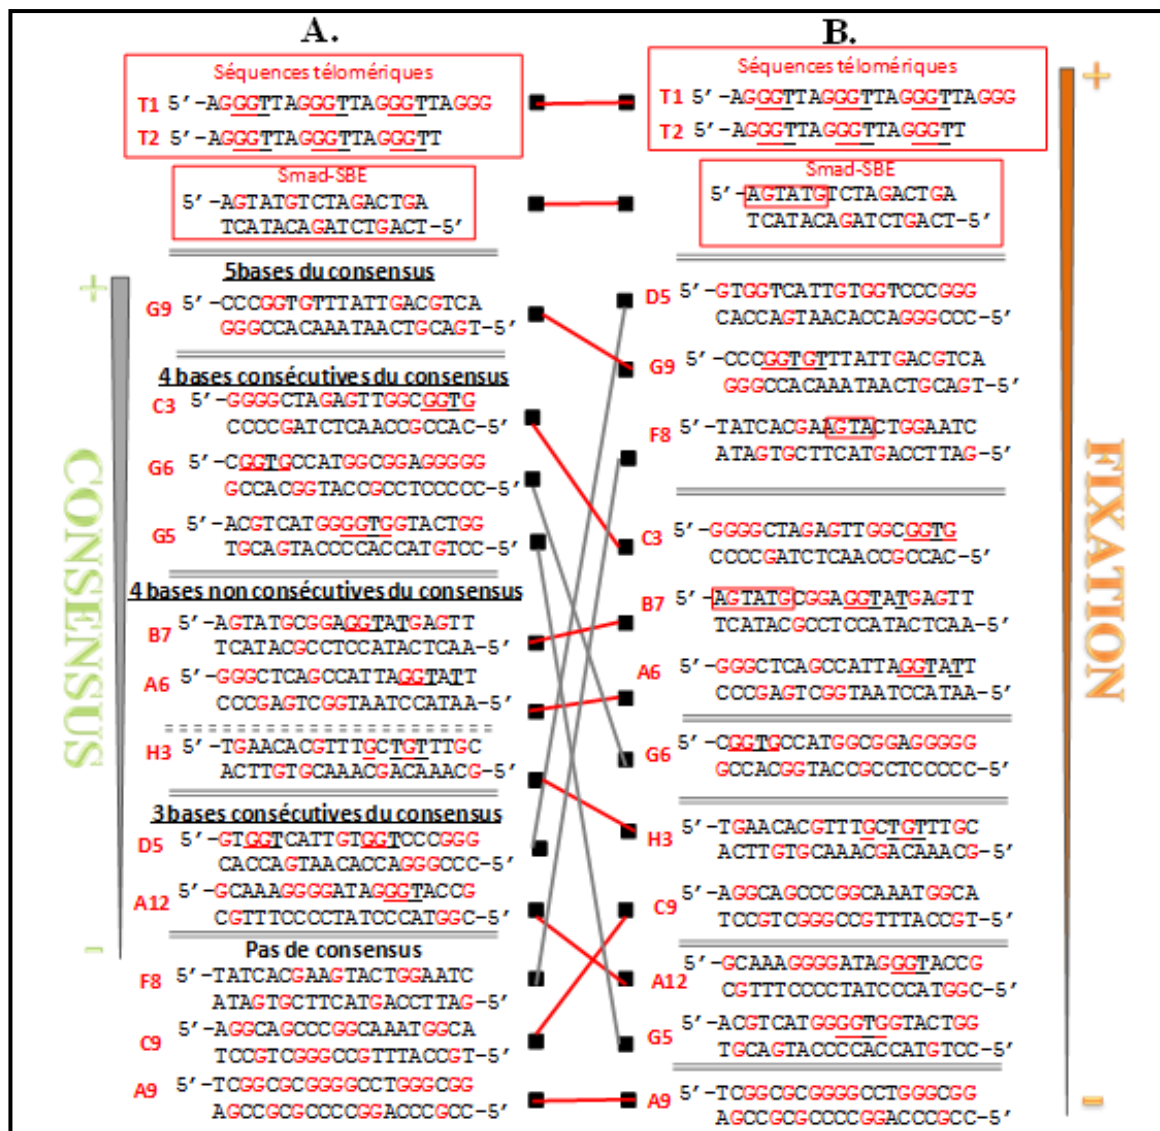 A.
Séquences télomériques
T1 5′-AGGGTTAGGGTTAGGGTTAGGG
T2 5′-AGGGTTAGGGTTAGGGTT
Smad-SBE
5′-AGTATGTCTAGACTGA
TCATACAGATCTGACT-5′
CONSENSUS
+
-
5bases du consensus
G9 5′-CCCGGTGTTTATTGACGTCA
GGGCCACAAATAACTGCAGT-5′
4 bases consécutives du consensus
C3 5′-GGGGCTAGAGTTGGCGGTG
CCCCGATCTCAACCGCCAC-5′
G6 5′-CGGTGCCATGGCGGAGGGGG
GCCACGGTACCGCCTCCCCC-5′
G5 5′-ACGTCATGGGGTGGTACTGG
TGCAGTACCCCACCATGTCC-5′
4 bases non consécutives du consensus
B7 5′-AGTATGCGGAGGTATGAGTT
TCATACGCCTCCATACTCAA-5′
A6 5′-GGGCTCAGCCATTAGGTATT
CCCGAGTCGGTAATCCATAA-5′
H3 5′-TGAACACGTTTGCTGTTTGC
ACTTGTGCAAACGACAAACG-5′
3 bases consécutives du consensus
D5 5′-GTGGTCATTGTGGTCCCGGG
CACCAGTAACACCAGGGCCC-5′
A12 5′-GCAAAGGGGATAGGGTACCG
CGTTTCCCCTATCCCATGGC-5′
Pas de consensus
F8 5′-TATCACGAAGTACTGGAATC
ATAGTGCTTCATGACCTTAG-5′
C9 5′-AGGCAGCCCGGCAAATGGCA
TCCGTCGGGCCGTTTACCGT-5′
A9 5′-TCGGCGCGGGGCCTGGGCGG
AGCCGCGCCCCGGACCCGCC-5′
B.
Séquences télomériques
T1 5′-AGGGTTAGGGTTAGGGTTAGGG
T2 5′-AGGGTTAGGGTTAGGGTT
Smad-SBE
5′-AGTATGTCTAGACTGA
TCATACAGATCTGACT-5′
D5 5′-GTGGTCATTGTGGTCCCGGG
CACCAGTAACACCAGGGCCC-5′
G9 5′-CCCGGTGTTTATTGACGTCA
GGGCCACAAATAACTGCAGT-5′
F8 5′-TATCACGAAGTACTGGAATC
ATAGTGCTTCATGACCTTAG-5′
C3 5′-GGGGCTAGAGTTGGCGGTG
CCCCGATCTCAACCGCCAC-5′
B7 5′-AGTATGCGGAGGTATGAGTT
TCATACGCCTCCATACTCAA-5′
A6 5′-GGGCTCAGCCATTAGGTATT
CCCGAGTCGGTAATCCATAA-5′
G6 5′-CGGTGCCATGGCGGAGGGGG
GCCACGGTACCGCCTCCCCC-5′
H3 5′-TGAACACGTTTGCTGTTTGC
ACTTGTGCAAACGACAAACG-5′
C9 5′-AGGCAGCCCGGCAAATGGCA
TCCGTCGGGCCGTTTACCGT-5′
A12 5′-GCAAAGGGGATAGGGTACCG
CGTTTCCCCTATCCCATGGC-5′
G5 5′-ACGTCATGGGGTGGTACTGG
TGCAGTACCCCACCATGTCC-5′
A9 5′-TCGGCGCGGGGCCTGGGCGG
AGCCGCGCCCCGGACCCGCC-5′
+
FIXATION
-